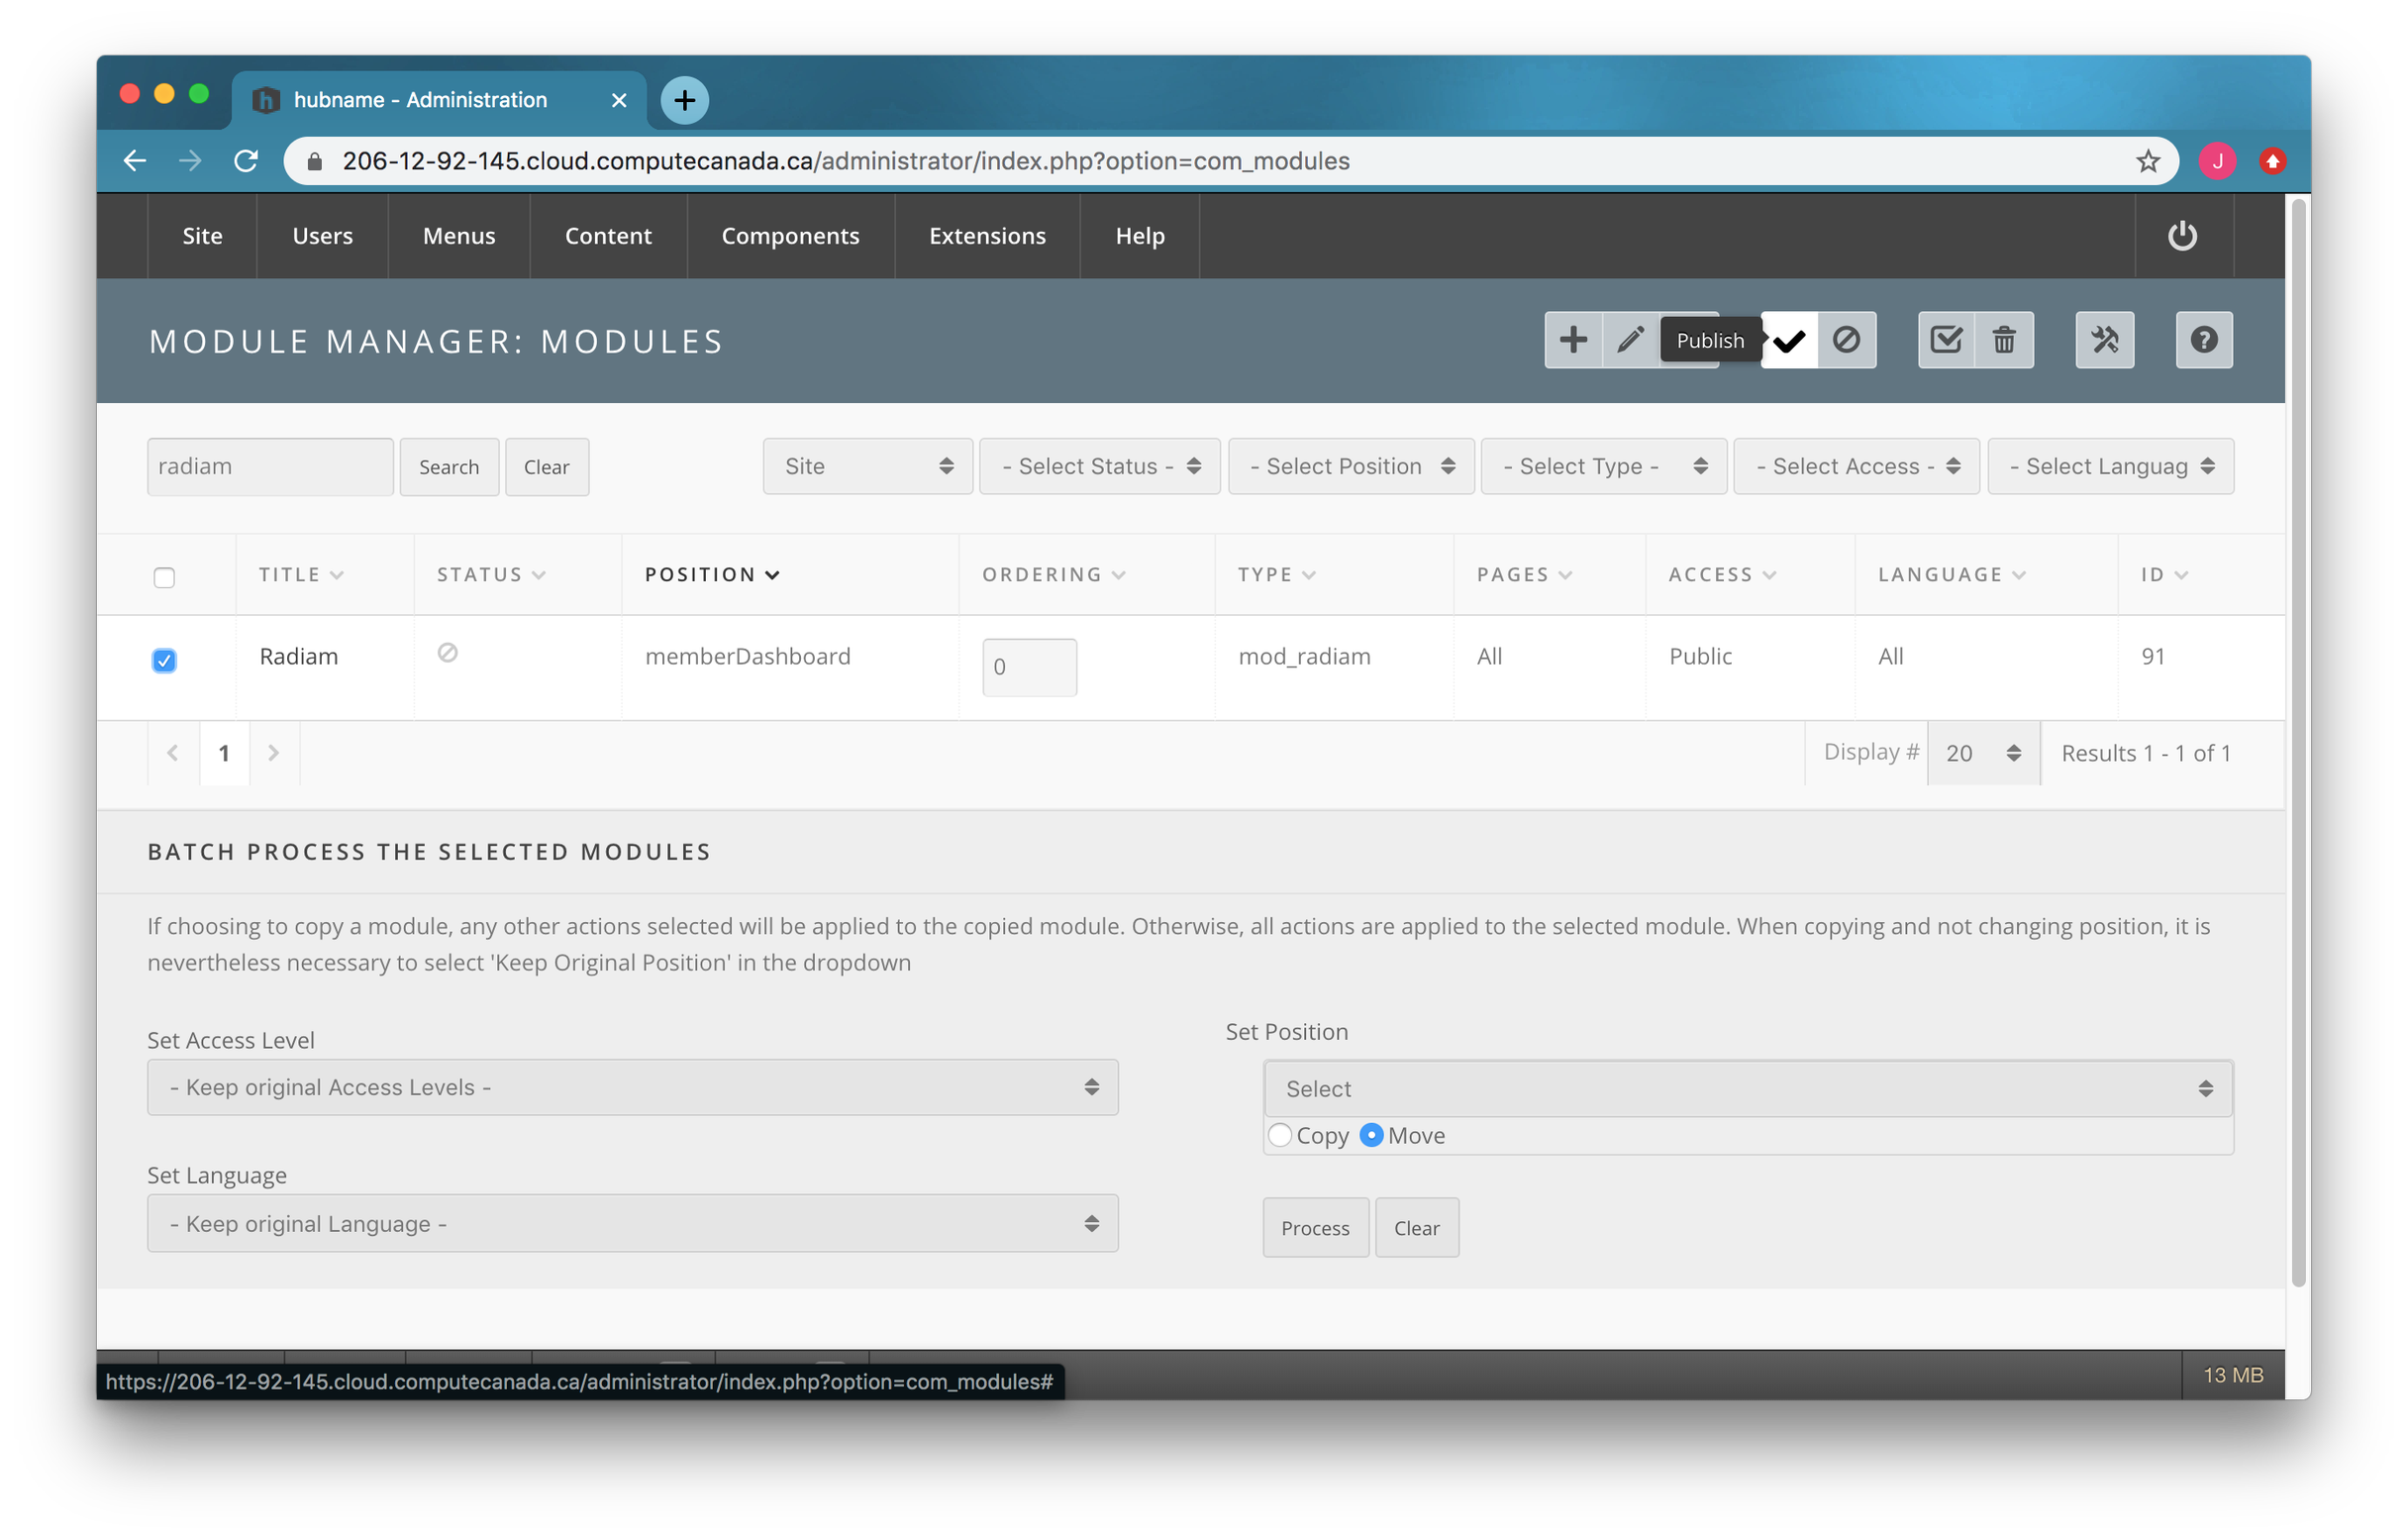 hubname - Administration
206-12-92-145.cloud.computecanada.ca/administrator/index.php?option=com_modules
J
Site Users Menus Content Components Extensions Help
MODULE MANAGER: MODULES
Publish
radiam Search Clear Site - Select Status - - Select Position - Select Type - - Select Access - - Select Languag
TITLE STATUS POSITION ORDERING TYPE PAGES ACCESS LANGUAGE ID
Radiam memberDashboard 0 mod_radiam All Public All 91
1 Display # 20 Results 1 - 1 of 1
BATCH PROCESS THE SELECTED MODULES
If choosing to copy a module, any other actions selected will be applied to the copied module. Otherwise, all actions are applied to the selected module. When copying and not changing position, it is
nevertheless necessary to select 'Keep Original Position' in the dropdown
Set Access Level
- Keep original Access Levels -
Set Language
- Keep original Language -
Set Position
Select
Copy Move
Process Clear
https://206-12-92-145.cloud.computecanada.ca/administrator/index.php?option=com_modules#
13 MB